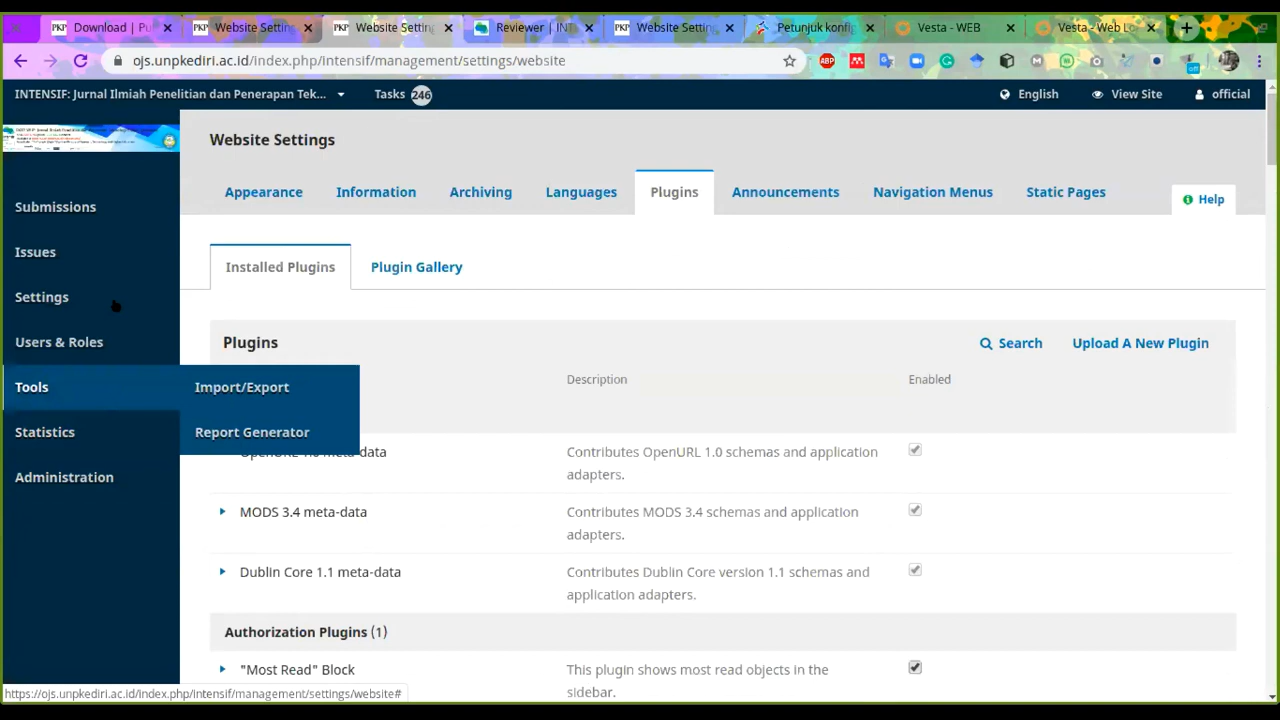 Download | Pu
Website Setting
Website Setting
Reviewer | INT
Website Setting
Petunjuk konfig
Vesta - WEB
Vesta - Web Lo
ojs.unpkediri.ac.id/index.php/intensif/management/settings/website
INTENSIF: Jurnal Ilmiah Penelitian dan Penerapan Tek...
Tasks 246
English
View Site
official
Website Settings
Appearance
Information
Archiving
Languages
Plugins
Announcements
Navigation Menus
Static Pages
Help
Submissions
Issues
Settings
Users & Roles
Tools
Import/Export
Report Generator
Statistics
Administration
Installed Plugins
Plugin Gallery
Plugins
Search
Upload A New Plugin
Description
Enabled
OpenURL 1.0 meta-data
Contributes OpenURL 1.0 schemas and application
adapters.
MODS 3.4 meta-data
Contributes MODS 3.4 schemas and application
adapters.
Dublin Core 1.1 meta-data
Contributes Dublin Core version 1.1 schemas and
application adapters.
Authorization Plugins (1)
"Most Read" Block
This plugin shows most read objects in the
sidebar.
https://ojs.unpkediri.ac.id/index.php/intensif/management/settings/website#